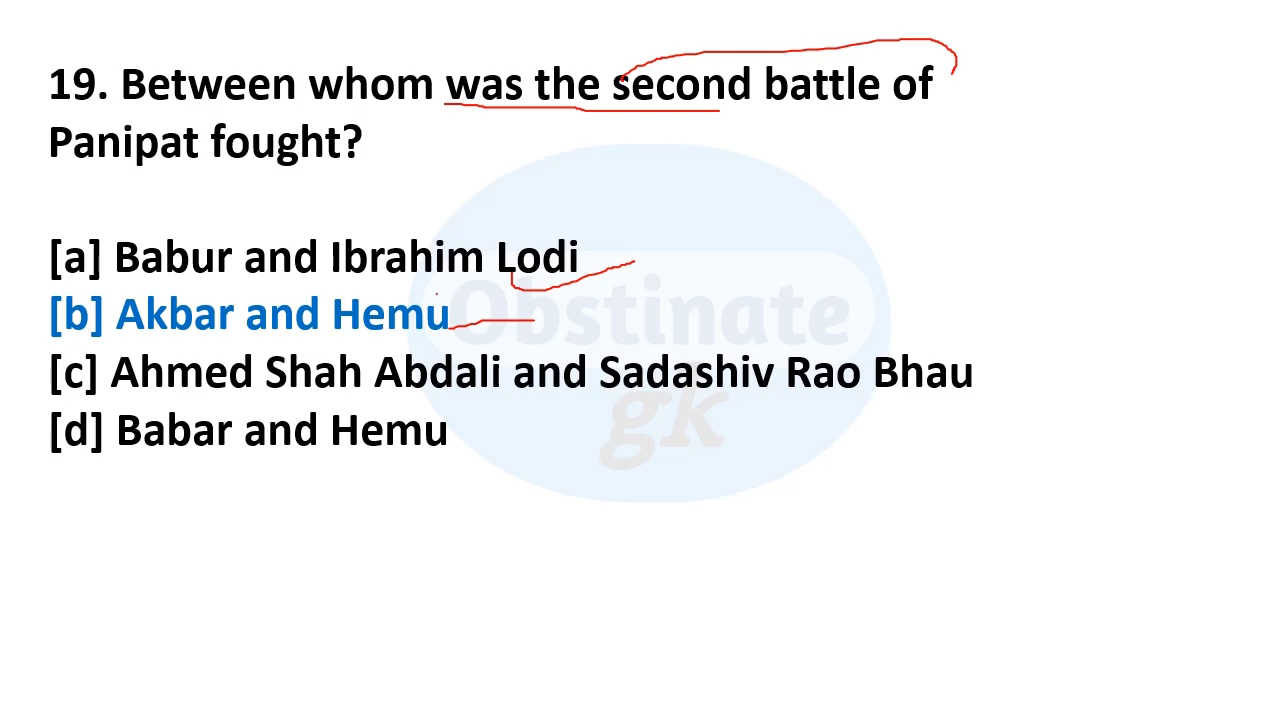 19. Between whom was the second battle of
Panipat fought?
[a] Babur and Ibrahim Lodi
[b] Akbar and Hemu
[c] Ahmed Shah Abdali and Sadashiv Rao Bhau
[d] Babar and Hemu
Obstinate
gk